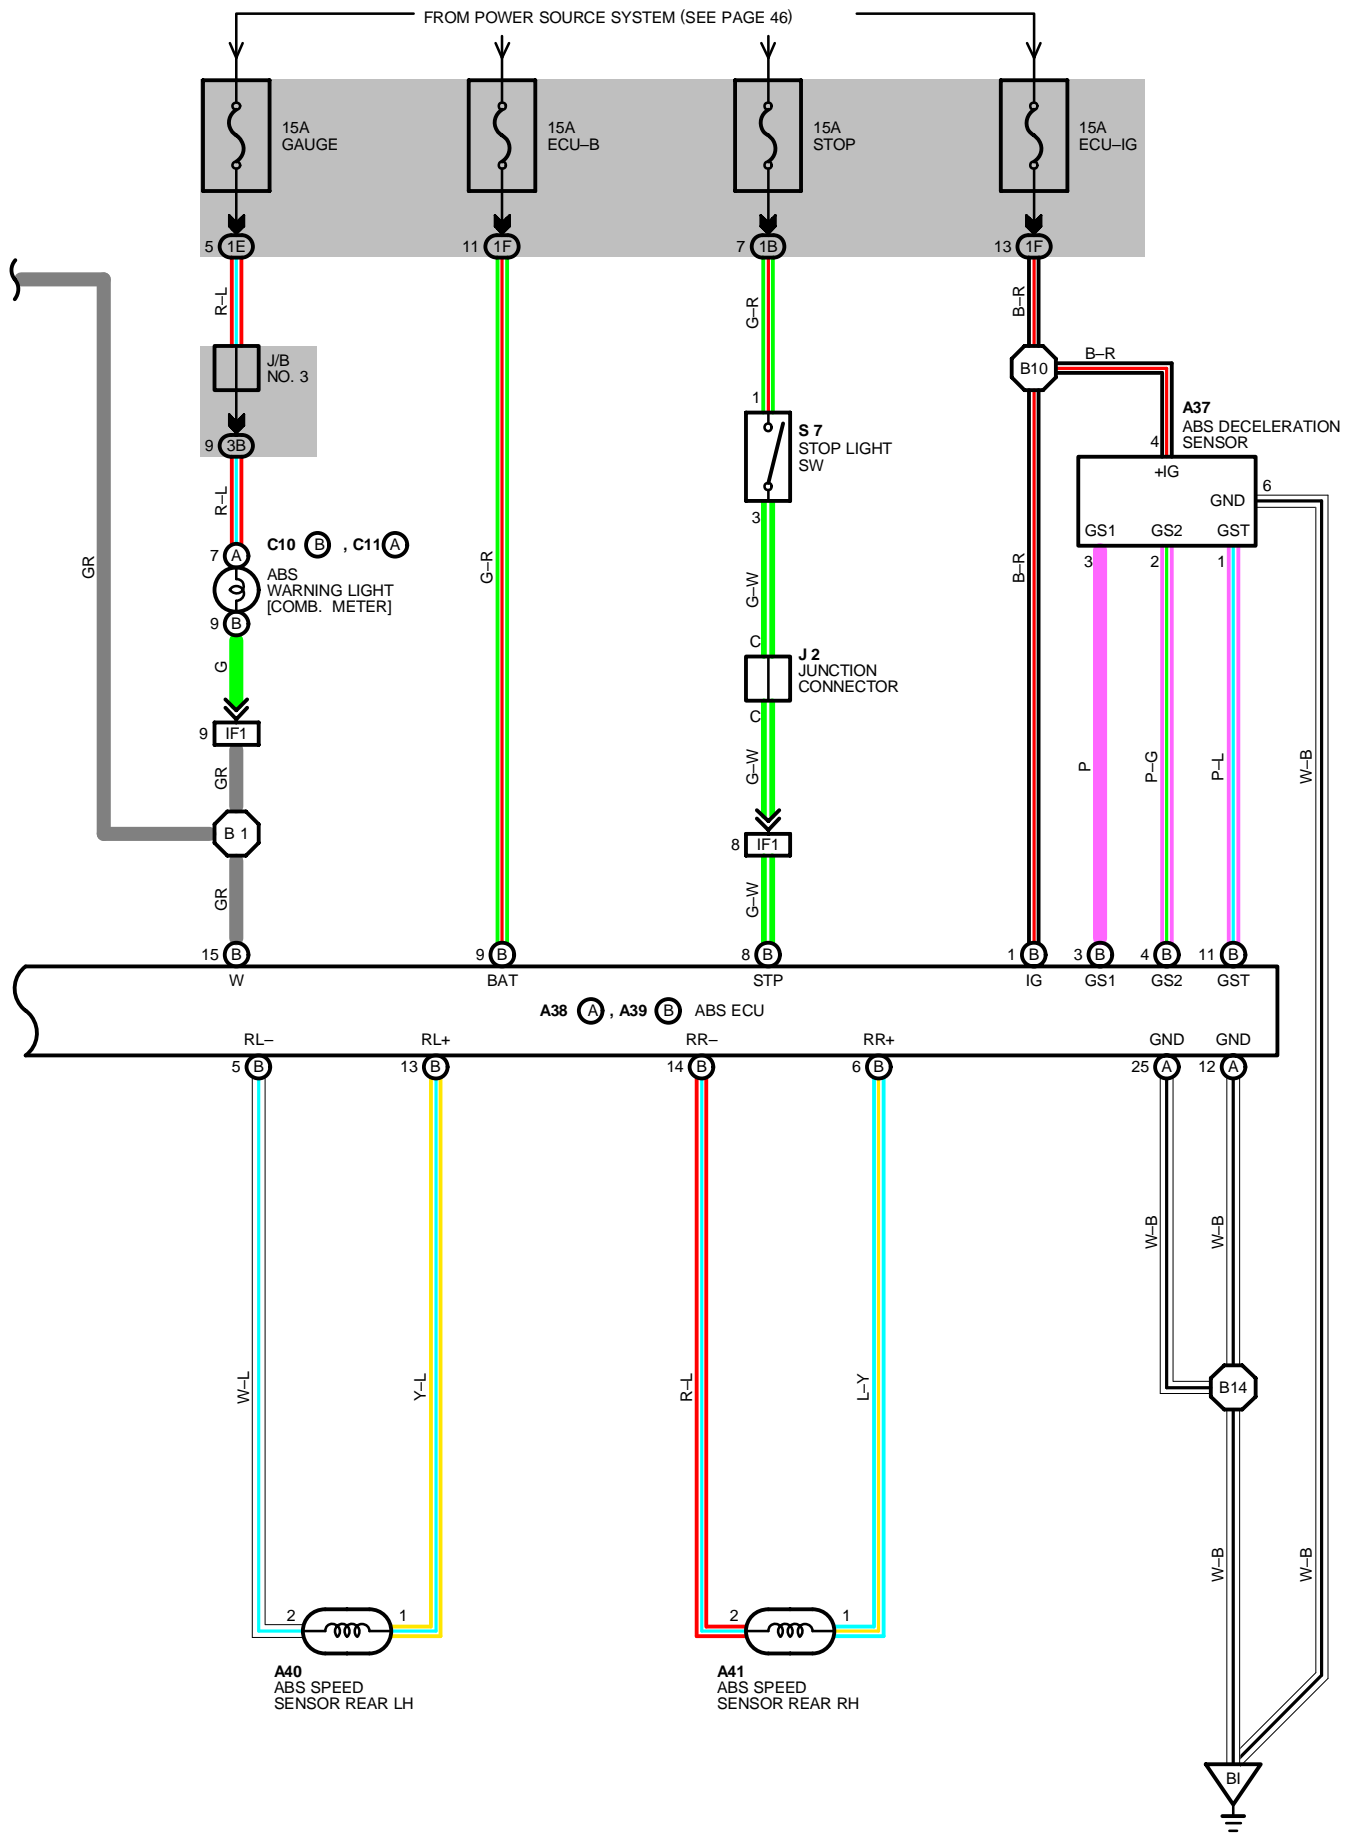 FROM POWER SOURCE SYSTEM (SEE PAGE 46)
15A
GAUGE
15A
ECU–B
15A
STOP
15A
ECU–IG
5 1E
11 1F
7 1B
13 1F
R–L
G–R
B–R
J/B
NO. 3
B10
B–R
1
A37
ABS DECELERATION
SENSOR
9 3B
S 7
STOP LIGHT
SW
4
+IG
6
GND
R–L
3
GS1
GS2
GST
7 A
C10 B , C11 A
3
2
1
ABS
WARNING LIGHT
[COMB. METER]
GR
G–R
G–W
B–R
9 B
G
C
J 2
JUNCTION
CONNECTOR
C
9 IF1
GR
G–W
P
P–G
P–L
W–B
B 1
8 IF1
GR
G–W
15 B
9 B
8 B
1 B
3 B
4 B
11 B
W
BAT
STP
IG
GS1
GS2
GST
A38 A , A39 B ABS ECU
RL–
RL+
RR–
RR+
GND
GND
5 B
13 B
14 B
6 B
25 A
12 A
W–B
W–B
W–L
Y–L
R–L
L–Y
B14
W–B
W–B
2
1
2
1
A40
ABS SPEED
SENSOR REAR LH
A41
ABS SPEED
SENSOR REAR RH
BI